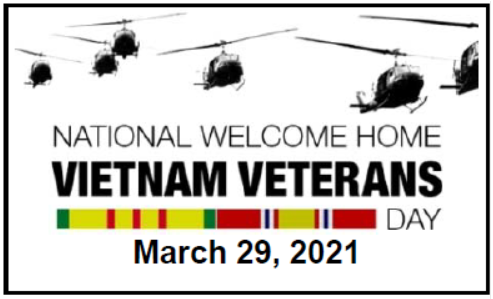 NATIONAL WELCOME HOME
VIETNAM VETERANS
DAY
March 29, 2021